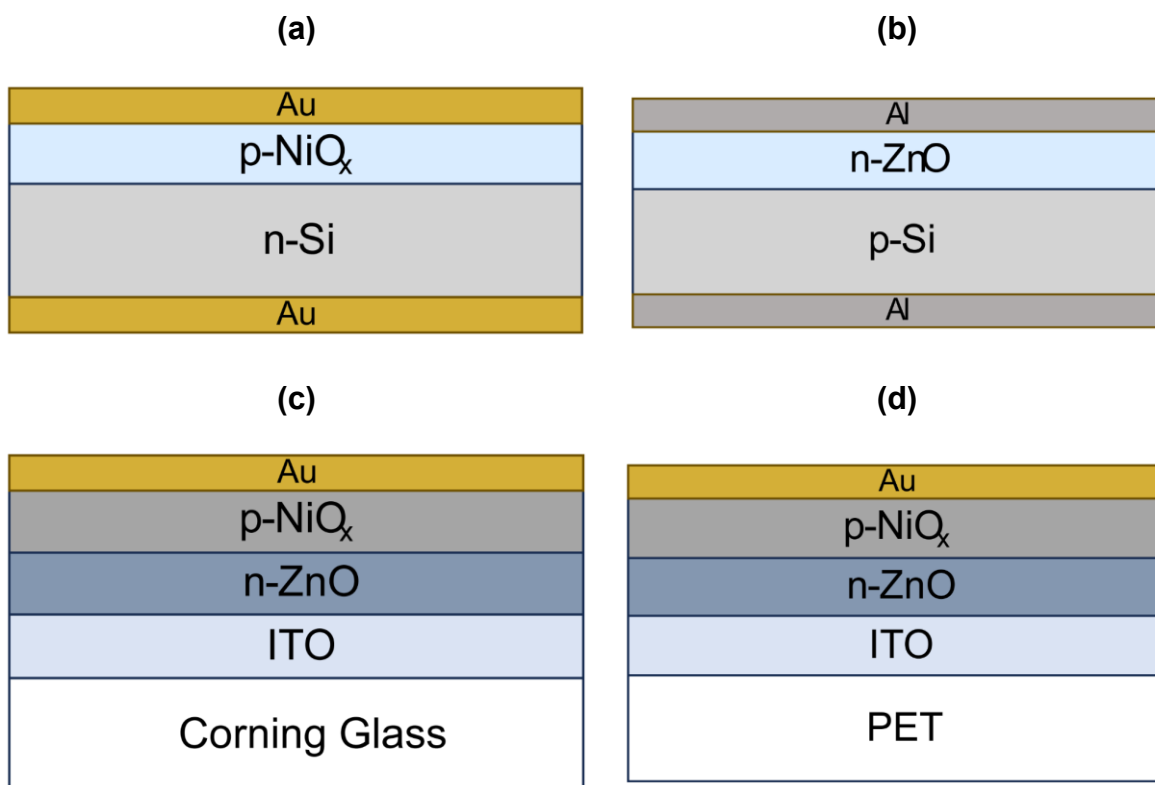 (a)
Au
p-NiOₓ
n-Si
Au
(b)
Al
n-ZnO
p-Si
Al
(c)
Au
p-NiOₓ
n-ZnO
ITO
Corning Glass
(d)
Au
p-NiOₓ
n-ZnO
ITO
PET